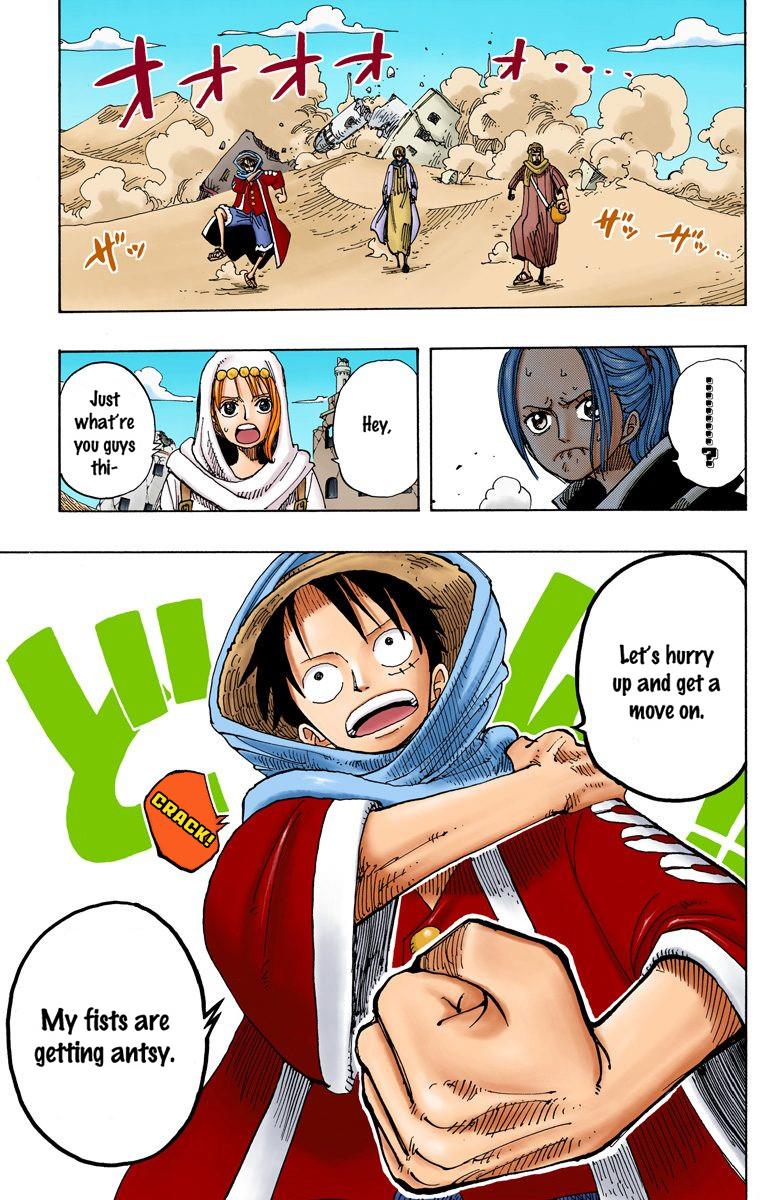 オオオオ オ・・・・・・
ザッ
ザッ ザッ・・・
・・・・・・・・・・・・?
Hey,
Just
what're
you guys
thi-
Let's hurry
up and get a
move on.
CRACK!
My fists are
getting antsy.